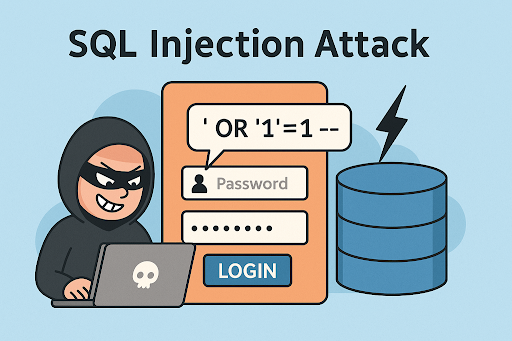 SQL Injection Attack
' OR '1'=1 --
Password
LOGIN